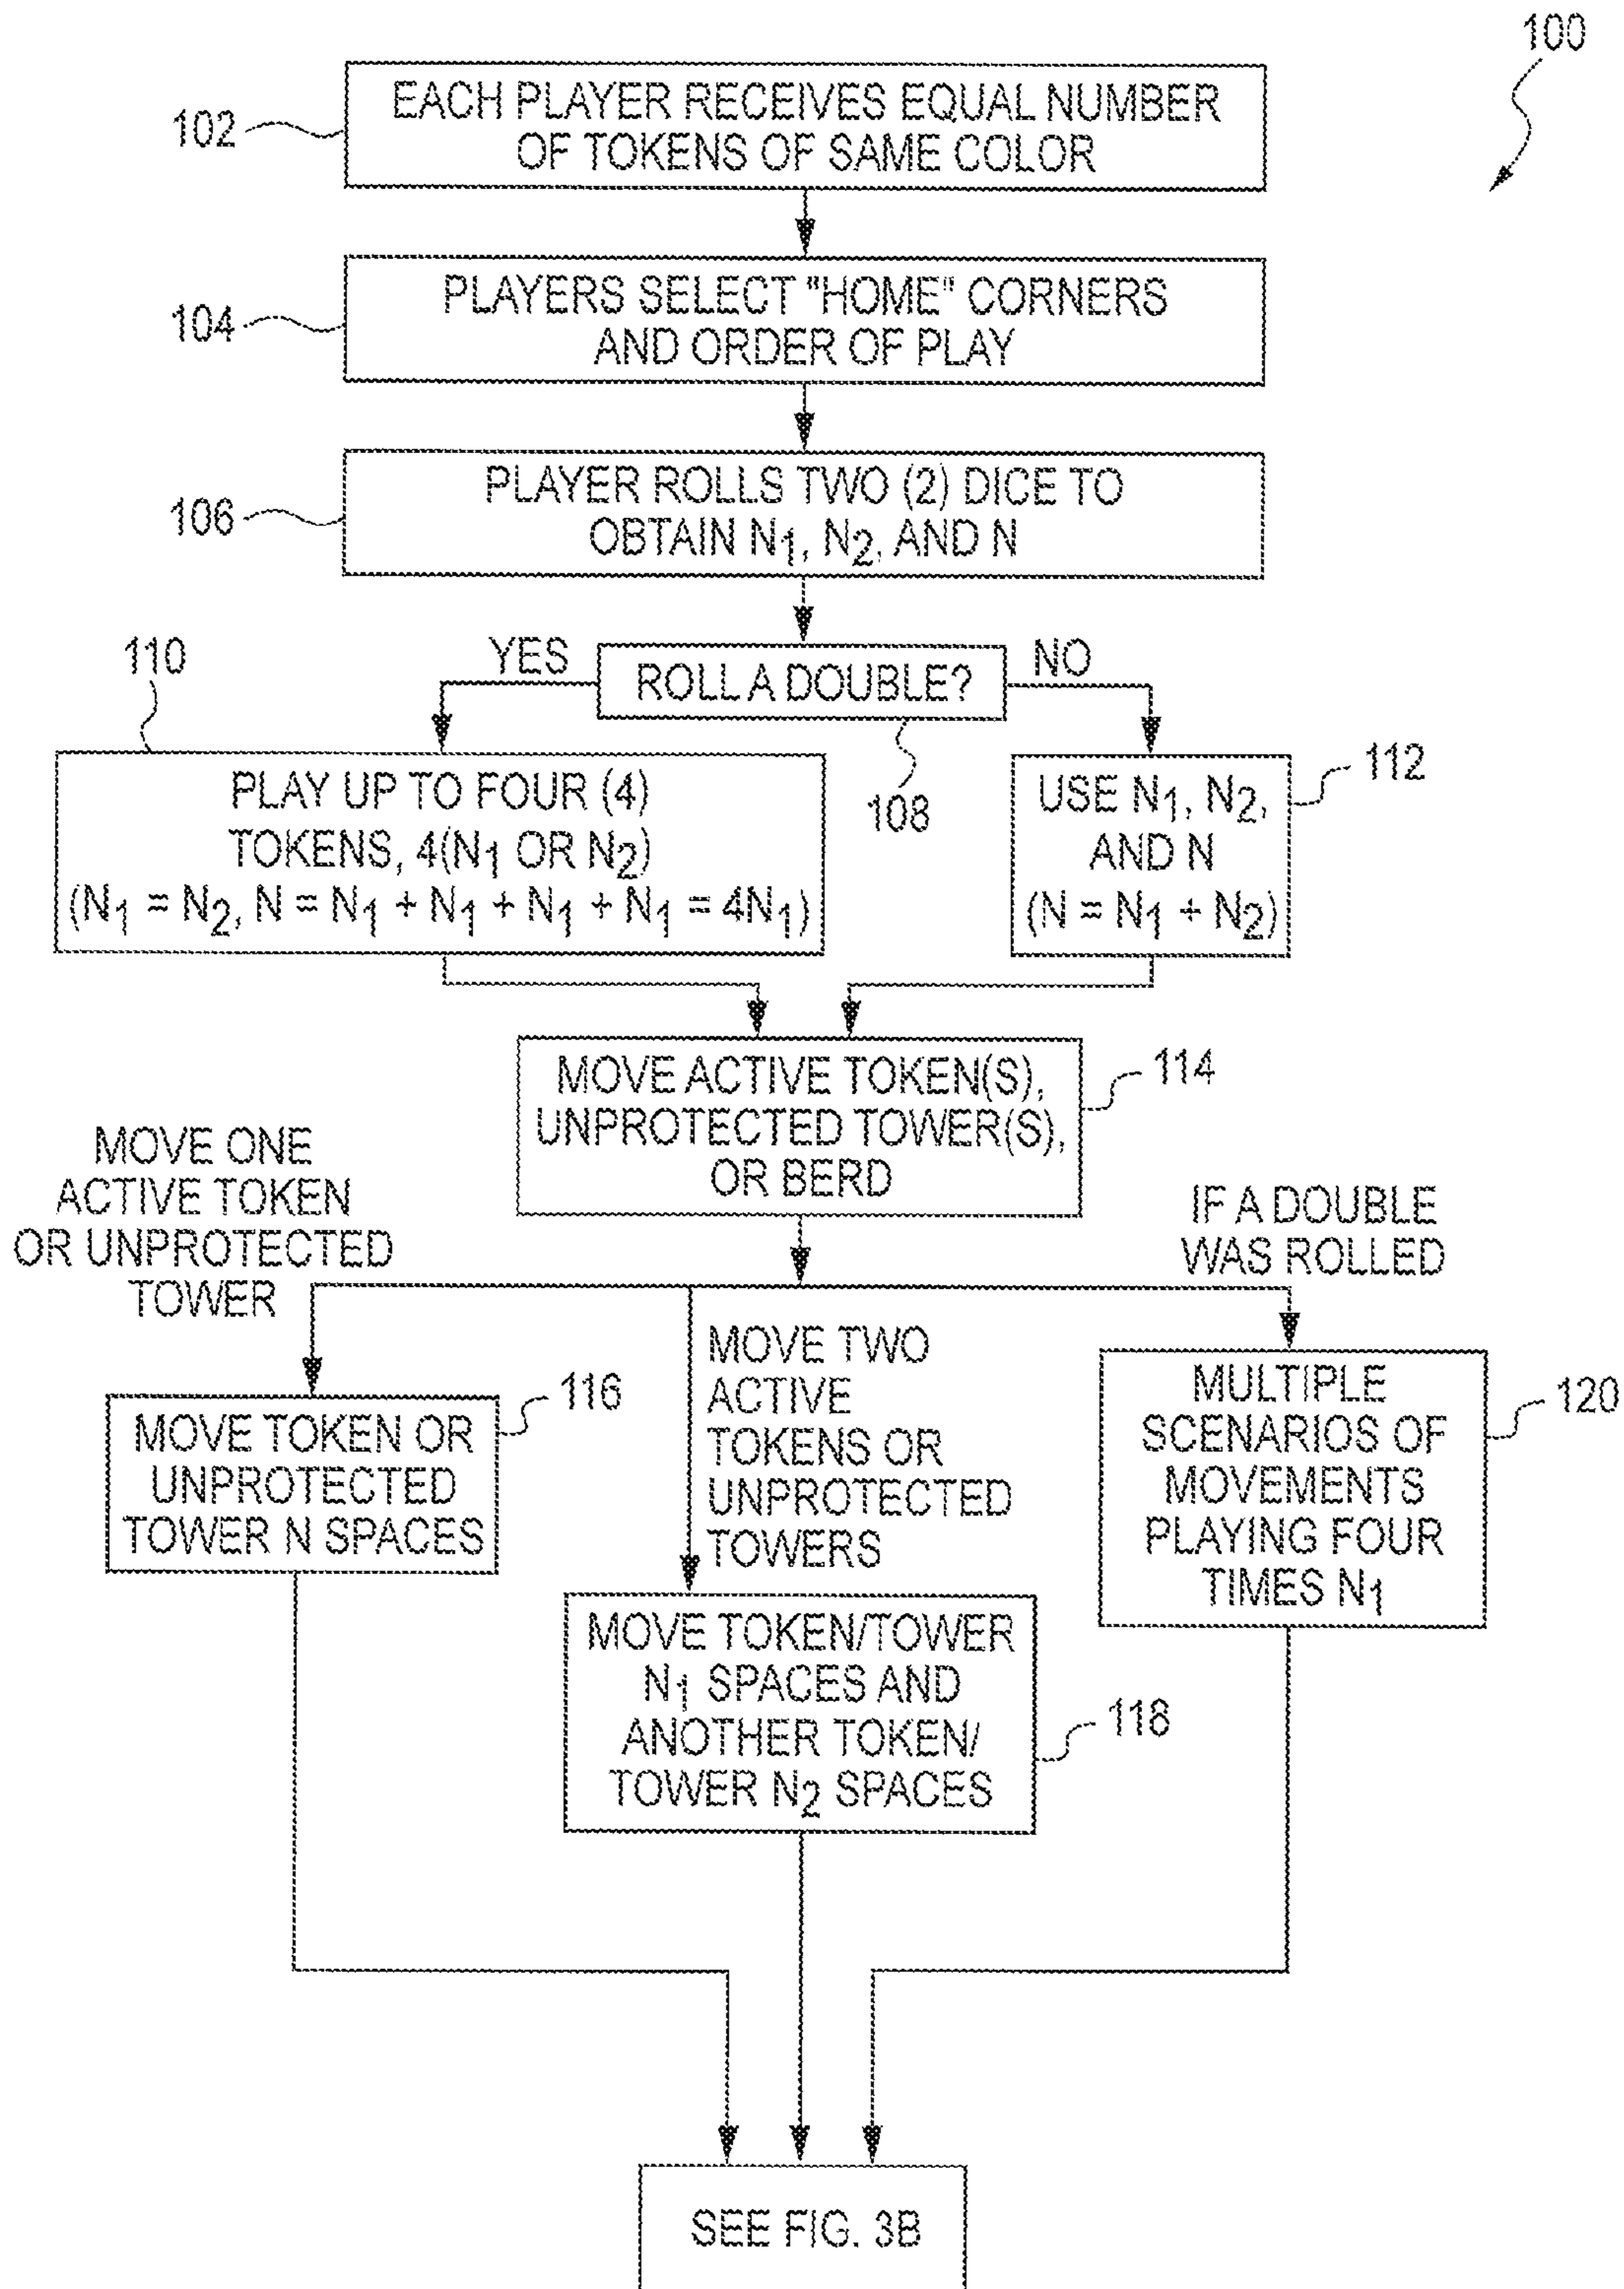 100
102
EACH PLAYER RECEIVES EQUAL NUMBER
OF TOKENS OF SAME COLOR
104
PLAYERS SELECT "HOME" CORNERS
AND ORDER OF PLAY
106
PLAYER ROLLS TWO (2) DICE TO
OBTAIN N1, N2, AND N
110
YES
ROLL A DOUBLE?
NO
108
PLAY UP TO FOUR (4)
TOKENS, 4(N1 OR N2)
(N1 = N2, N = N1 + N1 + N1 + N1 = 4N1)
USE N1, N2,
AND N
(N = N1 + N2)
112
MOVE ACTIVE TOKEN(S),
UNPROTECTED TOWER(S),
OR BERD
114
MOVE ONE
ACTIVE TOKEN
OR UNPROTECTED
TOWER
IF A DOUBLE
WAS ROLLED
MOVE TOKEN OR
UNPROTECTED
TOWER N SPACES
116
MOVE TWO
ACTIVE
TOKENS OR
UNPROTECTED
TOWERS
MULTIPLE
SCENARIOS OF
MOVEMENTS
PLAYING FOUR
TIMES N1
120
MOVE TOKEN/TOWER
N1 SPACES AND
ANOTHER TOKEN/
TOWER N2 SPACES
118
SEE FIG. 3B